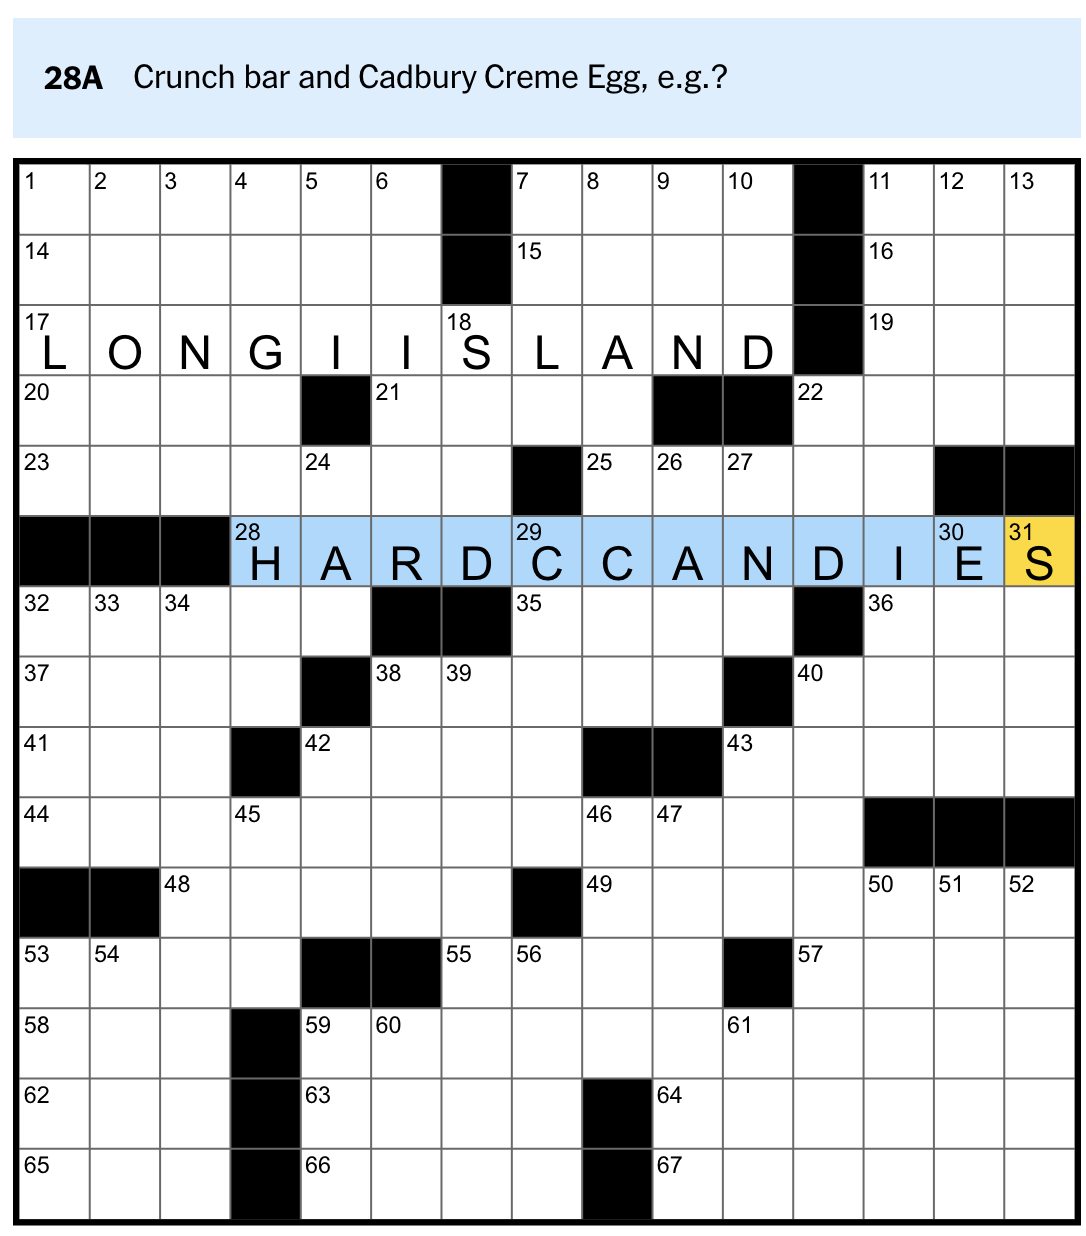 28A Crunch bar and Cadbury Creme Egg, e.g.?
1 2 3 4 5 6 7 8 9 10 11 12 13
14 15 16
17 18 19
L O N G I I S L A N D
20 21 22
23 24 25 26 27
28 29 30 31
H A R D C C A N D I E S
32 33 34 35 36
37 38 39 40
41 42 43
44 45 46 47
48 49 50 51 52
53 54 55 56 57
58 59 60 61
62 63 64
65 66 67